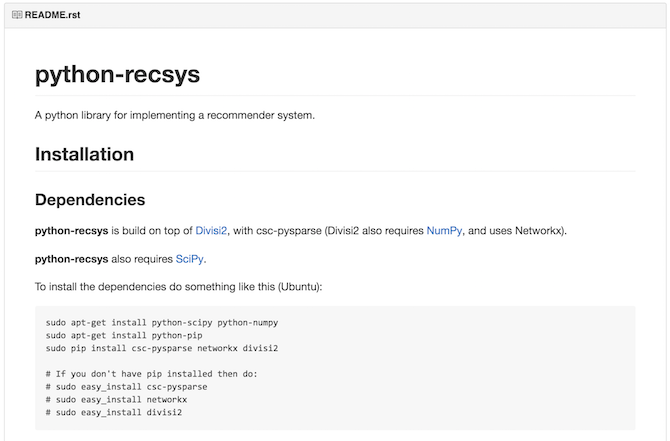 README.rst
python-recsys
A python library for implementing a recommender system.
Installation
Dependencies
python-recsys is build on top of Divisi2, with csc-pysparse (Divisi2 also requires NumPy, and uses Networkx).
python-recsys also requires SciPy.
To install the dependencies do something like this (Ubuntu):
sudo apt-get install python-scipy python-numpy
sudo apt-get install python-pip
sudo pip install csc-pysparse networkx divisi2
# If you don't have pip installed then do:
# sudo easy_install csc-pysparse
# sudo easy_install networkx
# sudo easy_install divisi2